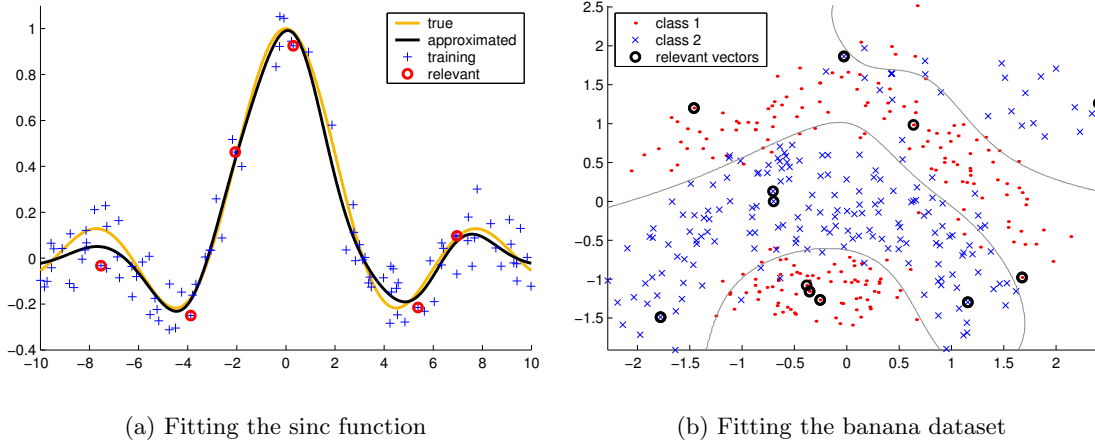 true
approximated
training
relevant
1
0.8
0.6
0.4
0.2
0
−0.2
−0.4
−10 −8 −6 −4 −2 0 2 4 6 8 10
(a) Fitting the sinc function
class 1
class 2
relevant vectors
2.5
2
1.5
1
0.5
0
−0.5
−1
−1.5
−2 −1.5 −1 −0.5 0 0.5 1 1.5 2
(b) Fitting the banana dataset